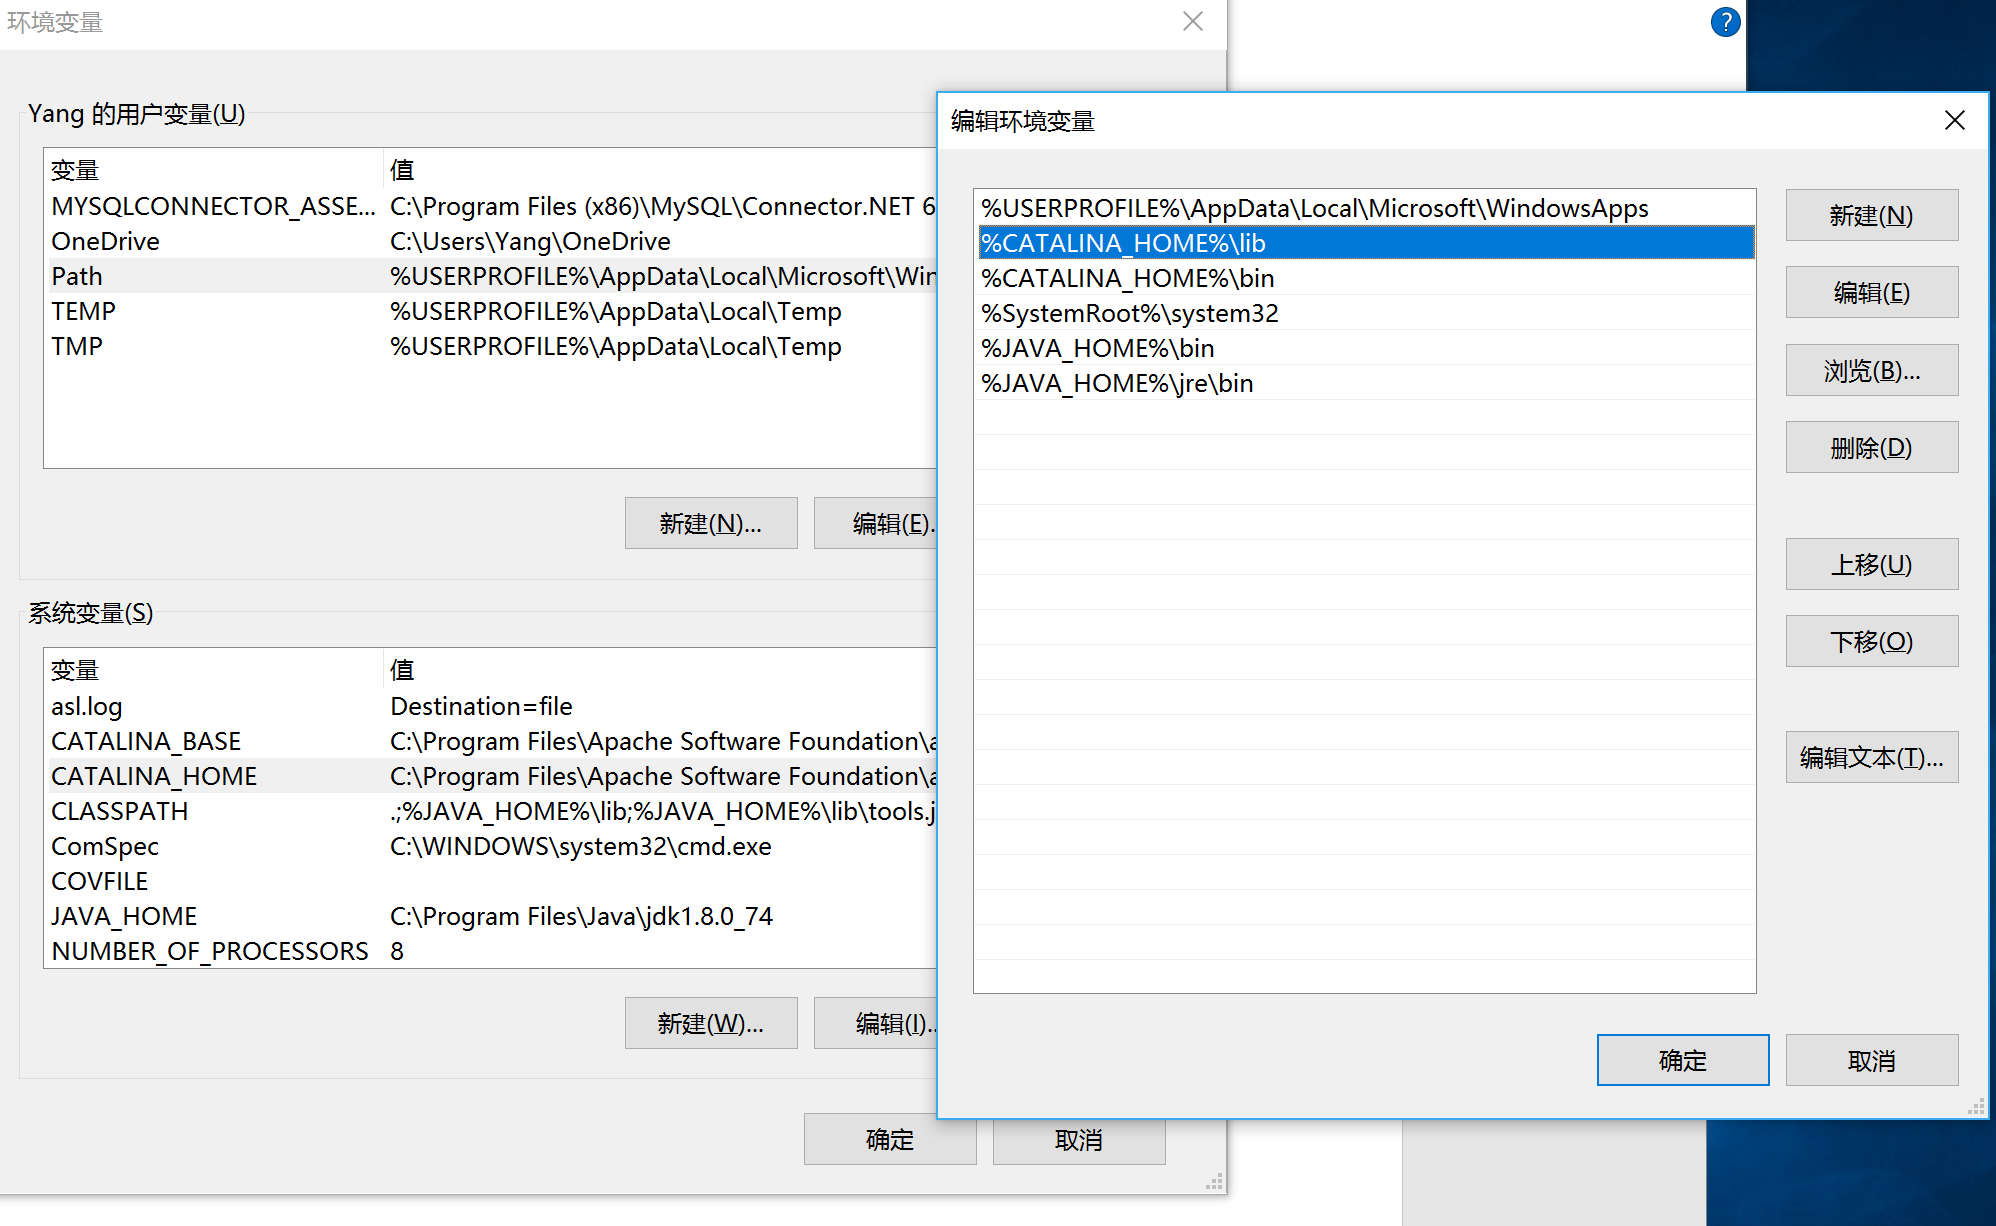 环境变量
Yang 的用户变量(U)
变量 值
MYSQLCONNECTOR_ASSE... C:\Program Files (x86)\MySQL\Connector.NET 6
OneDrive C:\Users\Yang\OneDrive
Path %USERPROFILE%\AppData\Local\Microsoft\Win
TEMP %USERPROFILE%\AppData\Local\Temp
TMP %USERPROFILE%\AppData\Local\Temp
新建(N)... 编辑(E).
系统变量(S)
变量 值
asl.log Destination=file
CATALINA_BASE C:\Program Files\Apache Software Foundation\a
CATALINA_HOME C:\Program Files\Apache Software Foundation\a
CLASSPATH .;%JAVA_HOME%\lib;%JAVA_HOME%\lib\tools.j
ComSpec C:\WINDOWS\system32\cmd.exe
COVFILE
JAVA_HOME C:\Program Files\Java\jdk1.8.0_74
NUMBER_OF_PROCESSORS 8
新建(W)... 编辑(I)..
确定 取消
?
编辑环境变量
%USERPROFILE%\AppData\Local\Microsoft\WindowsApps
%CATALINA_HOME%\lib
%CATALINA_HOME%\bin
%SystemRoot%\system32
%JAVA_HOME%\bin
%JAVA_HOME%\jre\bin
新建(N)
编辑(E)
浏览(B)...
删除(D)
上移(U)
下移(O)
编辑文本(T)...
确定 取消